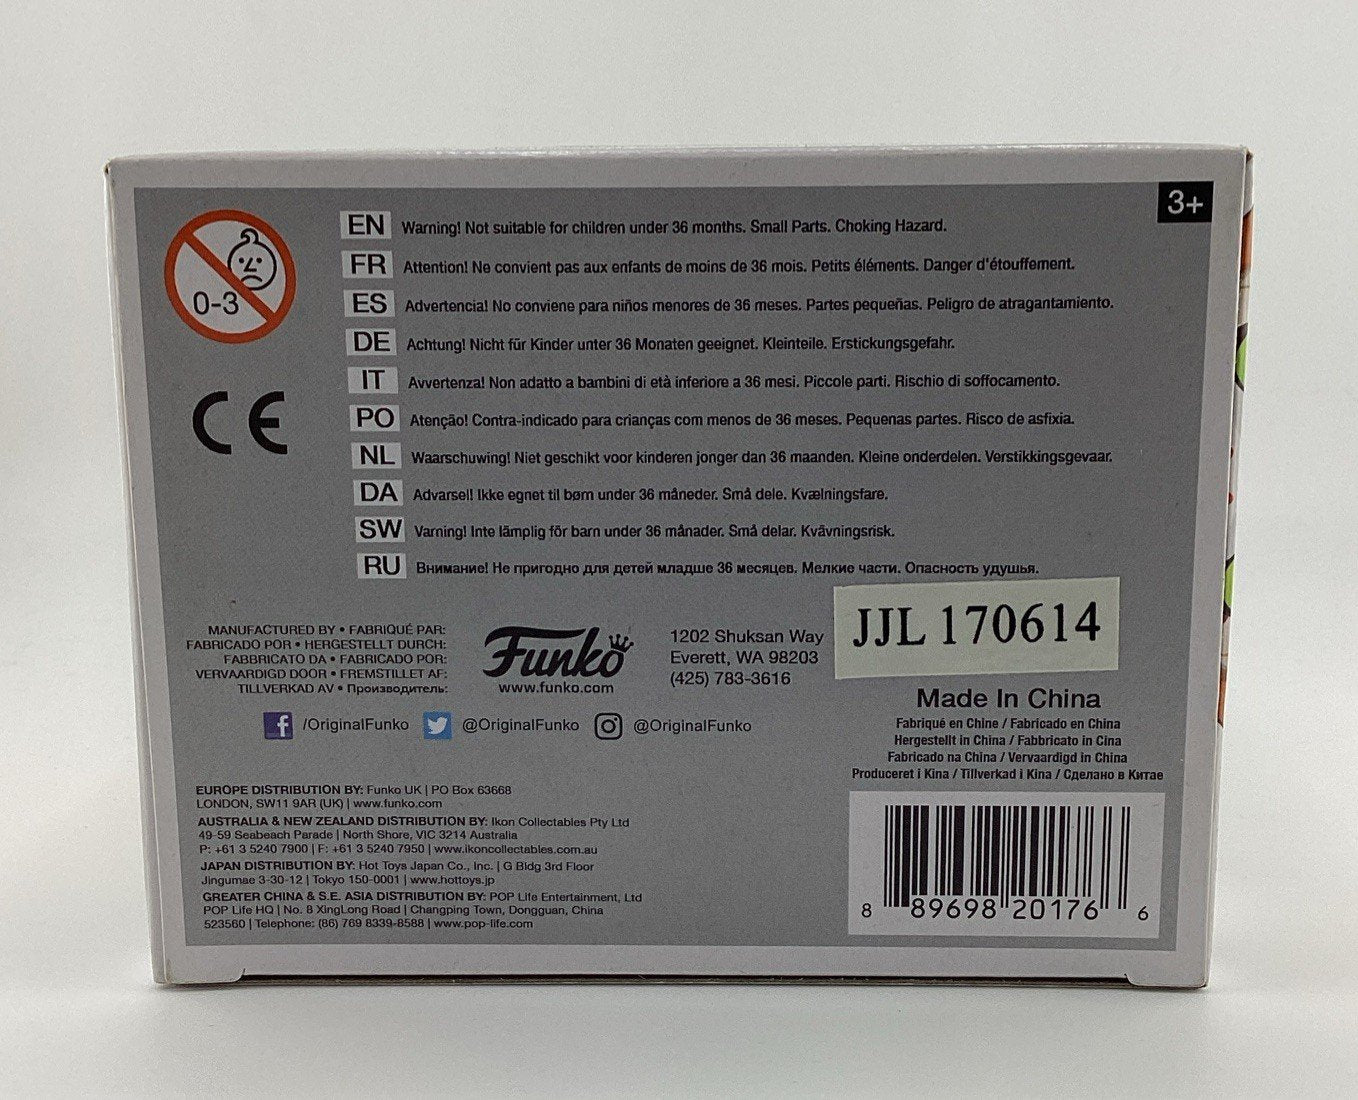 3+
0-3
EN Warning! Not suitable for children under 36 months. Small Parts. Choking Hazard.
FR Attention! Ne convient pas aux enfants de moins de 36 mois. Petits éléments. Danger d'étouffement.
ES Advertencia! No conviene para niños menores de 36 meses. Partes pequeñas. Peligro de atragantamiento.
DE Achtung! Nicht für Kinder unter 36 Monaten geeignet. Kleinteile. Erstickungsgefahr.
IT Avvertenza! Non adatto a bambini di età inferiore a 36 mesi. Piccole parti. Rischio di soffocamento.
CE
PO Atenção! Contra-indicado para crianças com menos de 36 meses. Pequenas partes. Risco de asfixia.
NL Waarschuwing! Niet geschikt voor kinderen jonger dan 36 maanden. Kleine onderdelen. Verstikkingsgevaar.
DA Advarsel! Ikke egnet til børn under 36 måneder. Små dele. Kvælningsfare.
SW Varning! Inte lämplig för barn under 36 månader. Små delar. Kvävningsrisk.
RU Внимание! Не пригодно для детей младше 36 месяцев. Мелкие части. Опасность удушья.
MANUFACTURED BY • FABRIQUÉ PAR:
FABRICADO POR • HERGESTELLT DURCH:
FABBRICATO DA • FABRICADO POR:
VERVAARDIGD DOOR • FREMSTILLET AF:
TILLVERKAD AV • Производитель:
Funko
www.funko.com
1202 Shuksan Way
Everett, WA 98203
(425) 783-3616
JJL 170614
f /OriginalFunko @OriginalFunko @OriginalFunko
Made In China
Fabriqué en Chine / Fabricado en China
Hergestellt in China / Fabbricato in Cina
Fabricado na China / Vervaardigd in China
Produceret i Kina / Tillverkad i Kina / Сделано в Китае
EUROPE DISTRIBUTION BY: Funko UK | PO Box 63668
LONDON, SW11 9AR (UK) | www.funko.com
AUSTRALIA & NEW ZEALAND DISTRIBUTION BY: Ikon Collectables Pty Ltd
49-59 Seabeach Parade | North Shore, VIC 3214 Australia
P: +61 3 5240 7900 | F: +61 3 5240 7950 | www.ikoncollectables.com.au
JAPAN DISTRIBUTION BY: Hot Toys Japan Co., Inc. | G Bldg 3rd Floor
Jingumae 3-30-12 | Tokyo 150-0001 | www.hottoys.jp
GREATER CHINA & S.E. ASIA DISTRIBUTION BY: POP Life Entertainment, Ltd
POP Life HQ | No. 8 XingLong Road | Changping Town, Dongguan, China
523560 | Telephone: (86) 769 8339-8588 | www.pop-life.com
8 89698 20176 6